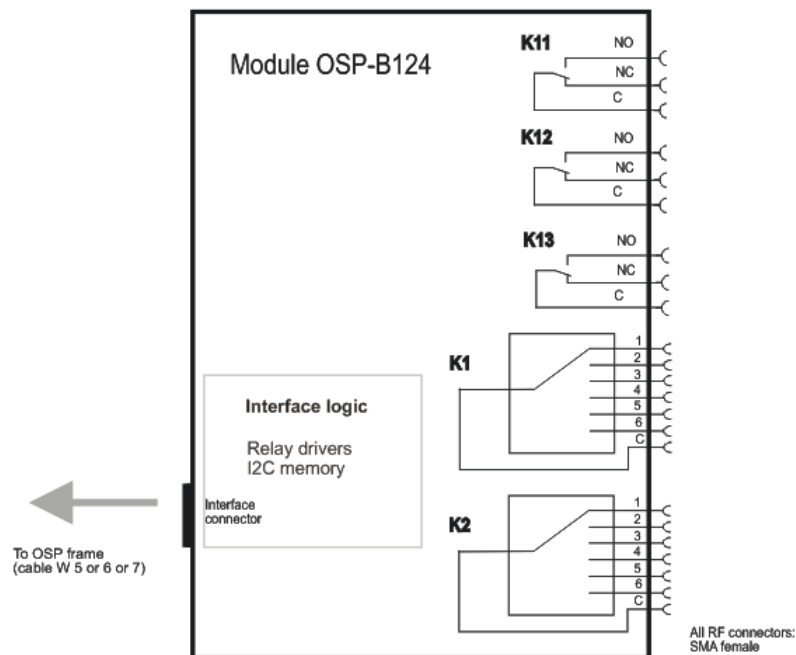 Module OSP-B124
K11
NO
NC
C
K12
NO
NC
C
K13
NO
NC
C
K1
1
2
3
4
5
6
C
K2
1
2
3
4
5
6
C
Interface logic
Relay drivers
I2C memory
Interface
connector
To OSP frame
(cable W 5 or 6 or 7)
All RF connectors:
SMA female